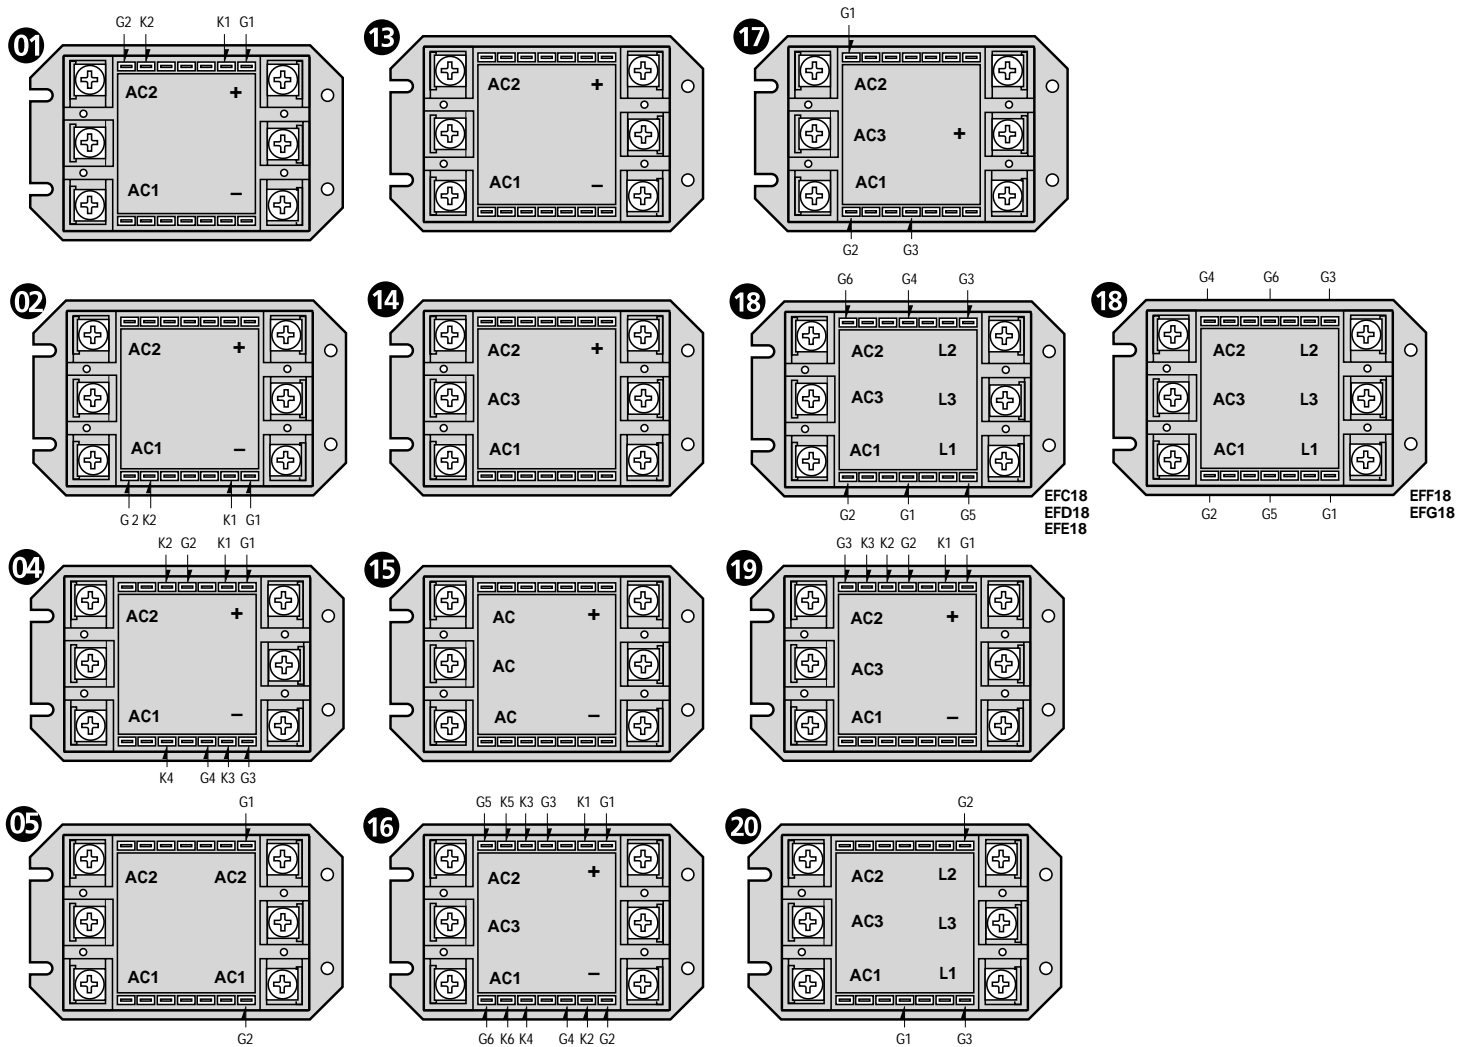 01
G2 K2 K1 G1
AC2 +
AC1 –
13
AC2 +
AC1 –
17
G1
AC2
AC3 +
AC1
G2 G3
02
AC2 +
AC1 –
G 2 K2 K1 G1
14
AC2 +
AC3
AC1
18
G6 G4 G3
AC2 L2
AC3 L3
AC1 L1
G2 G1 G5
EFC18
EFD18
EFE18
18
G4 G6 G3
AC2 L2
AC3 L3
AC1 L1
G2 G5 G1
EFF18
EFG18
04
K2 G2 K1 G1
AC2 +
AC1 –
K4 G4 K3 G3
15
AC +
AC
AC –
19
G3 K3 K2 G2 K1 G1
AC2 +
AC3
AC1 –
05
G1
AC2 AC2
AC1 AC1
G2
16
G5 K5 K3 G3 K1 G1
AC2 +
AC3
AC1 –
G6 K6 K4 G4 K2 G2
20
G2
AC2 L2
AC3 L3
AC1 L1
G1 G3